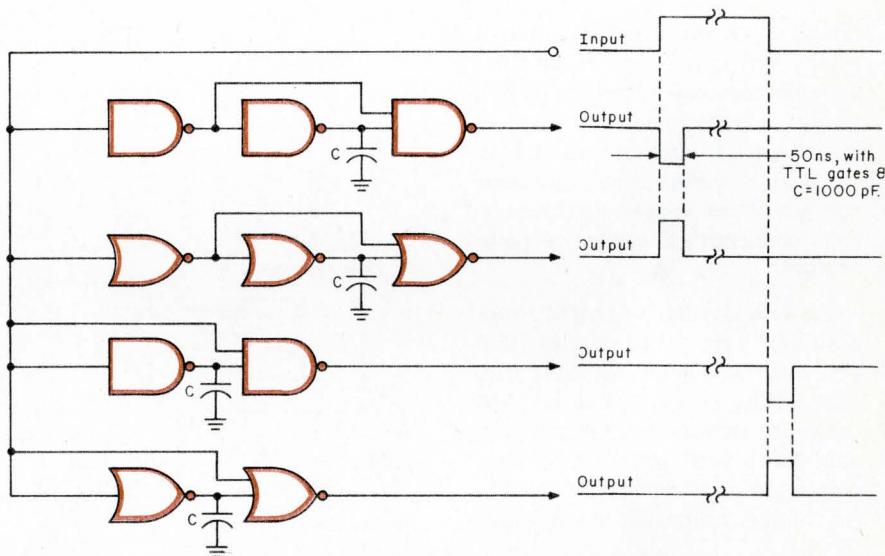 Input
Output
C
50ns, with
TTL gates &
C=1000 pF.
Output
C
Output
C
Output
C